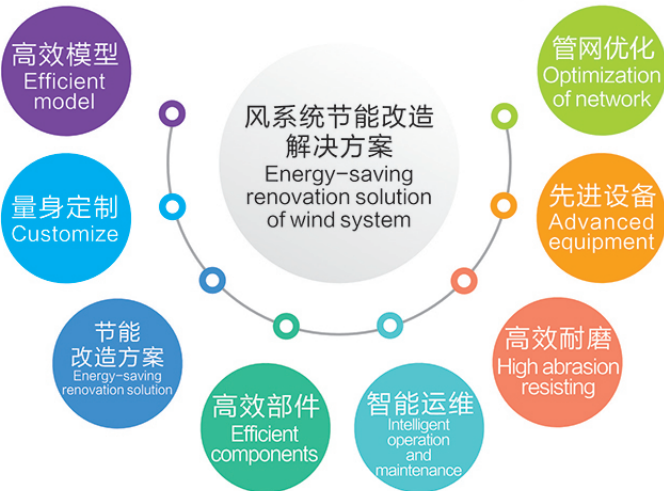 高效模型
Efficient
model
管网优化
Optimization
of network
风系统节能改造
解决方案
Energy-saving
renovation solution
of wind system
量身定制
Customize
先进设备
Advanced
equipment
节能
改造方案
Energy-saving
renovation solution
高效耐磨
High abrasion
resisting
高效部件
Efficient
components
智能运维
Intelligent
operation
and
maintenance